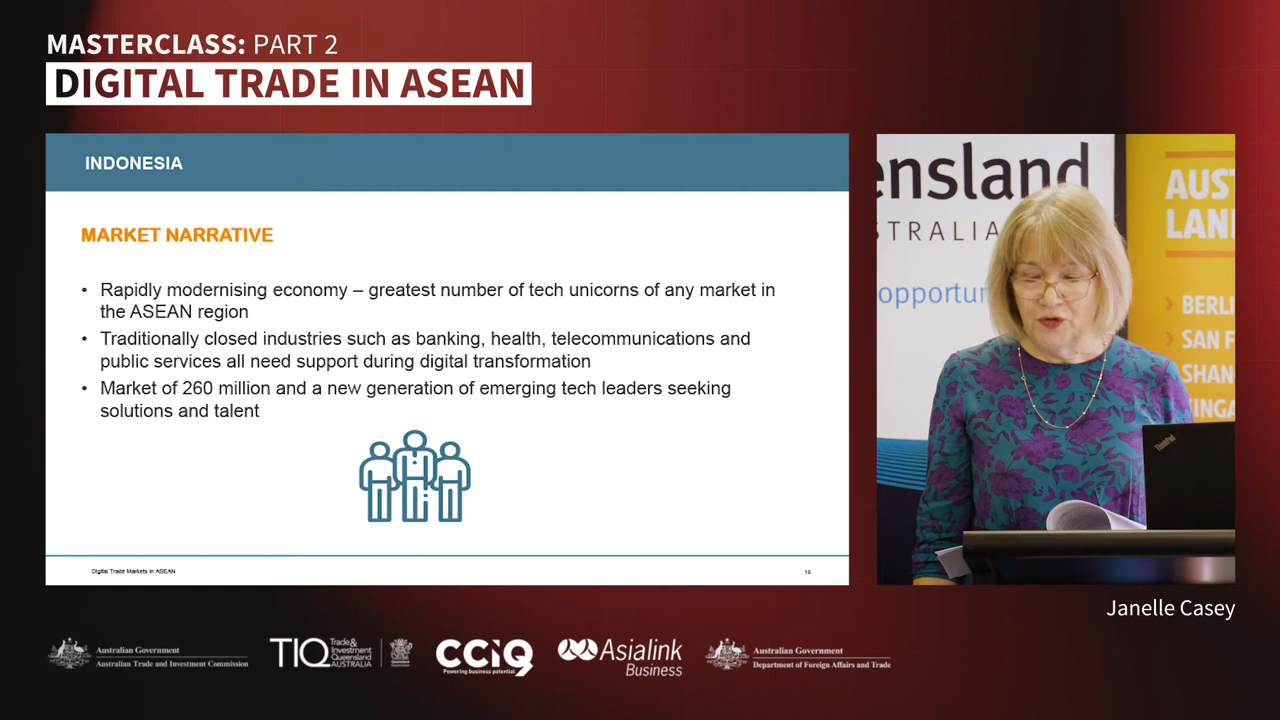 MASTERCLASS: PART 2
DIGITAL TRADE IN ASEAN
INDONESIA
MARKET NARRATIVE
• Rapidly modernising economy – greatest number of tech unicorns of any market in
the ASEAN region
• Traditionally closed industries such as banking, health, telecommunications and
public services all need support during digital transformation
• Market of 260 million and a new generation of emerging tech leaders seeking
solutions and talent
Digital Trade Markets in ASEAN
16
ensland
STRALIA
opportun
AUST
LAN
BERLI
SAN F
SHAN
INGA
ThinkPad
Janelle Casey
Australian Government
Australian Trade and Investment Commission
TIQ
Trade &
Investment
Queensland
AUSTRALIA
CCIQ
Powering business potential
Asialink
Business
Australian Government
Department of Foreign Affairs and Trade